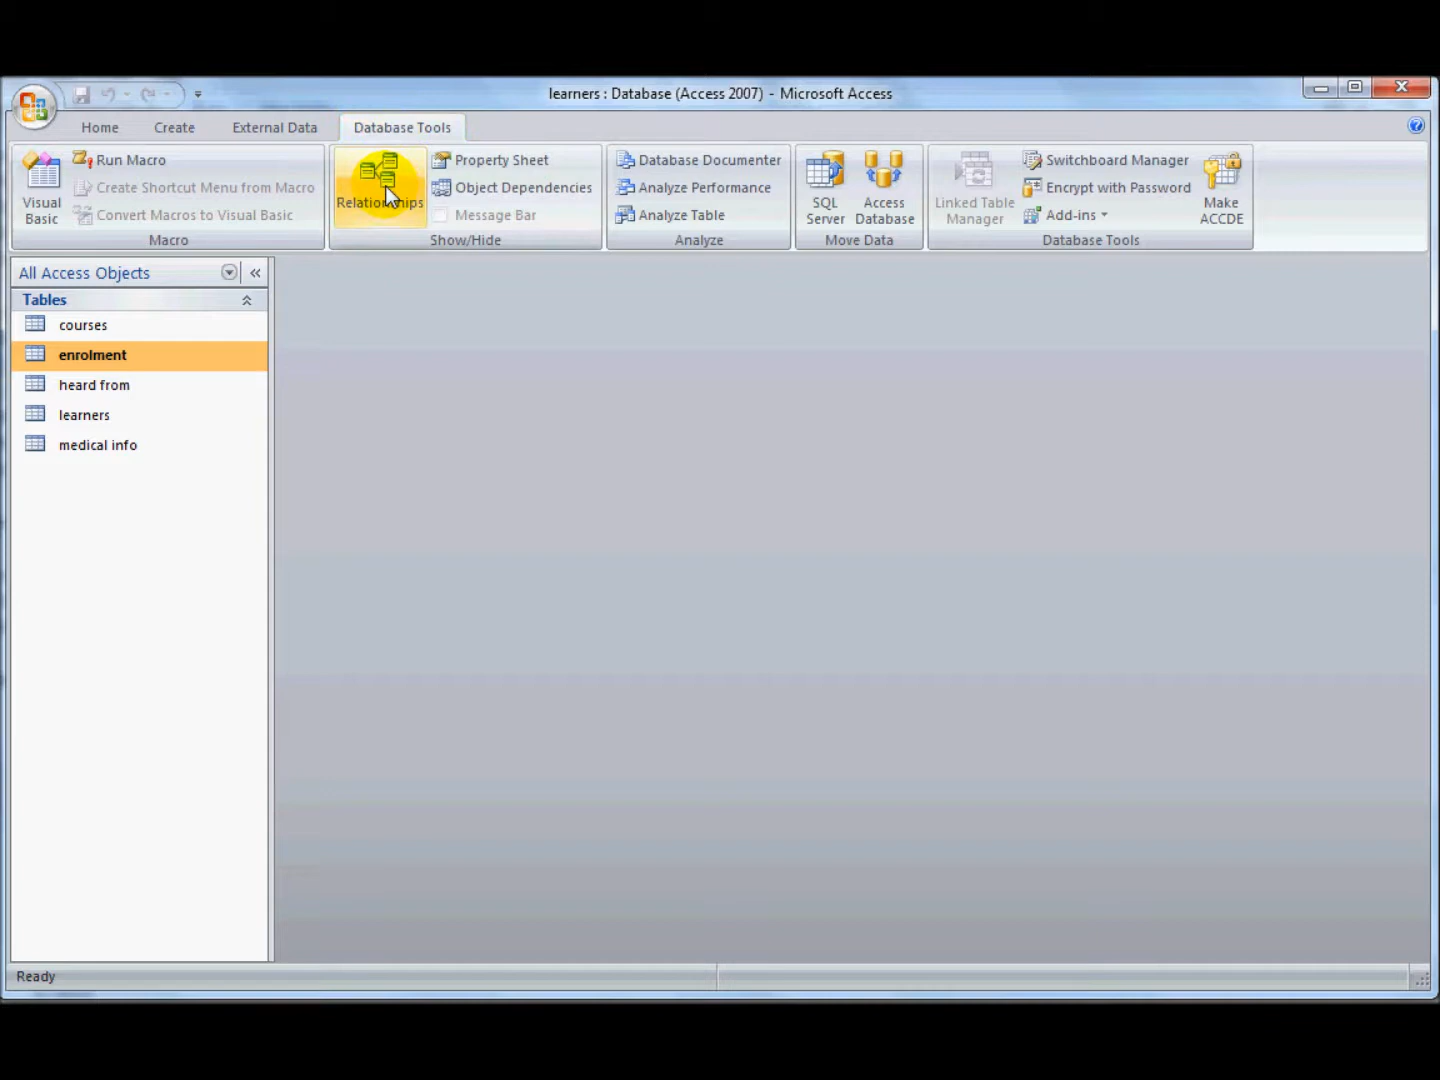 learners : Database (Access 2007) - Microsoft Access
Home Create External Data Database Tools
Visual Basic
Run Macro
Create Shortcut Menu from Macro
Convert Macros to Visual Basic
Macro
Relationships
Property Sheet
Object Dependencies
Message Bar
Show/Hide
Database Documenter
Analyze Performance
Analyze Table
Analyze
SQL Server
Access Database
Move Data
Linked Table Manager
Switchboard Manager
Encrypt with Password
Add-ins
Make ACCDE
Database Tools
All Access Objects
Tables
courses
enrolment
heard from
learners
medical info
Ready